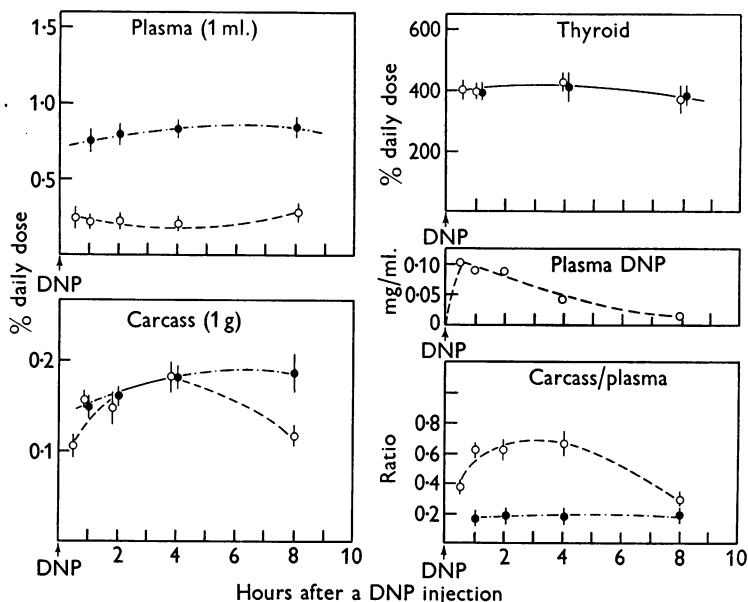 Plasma (1 ml.)
1·5
1·0
0·5
DNP
% daily dose
Carcass (1 g)
0·2
0·1
0 2 4 6 8 10
DNP
Thyroid
600
400
200
% daily dose
DNP
Plasma DNP
mg/ml.
0·10
0·05
0
DNP
Carcass/plasma
Ratio
0·8
0·6
0·4
0·2
0 2 4 6 8 10
DNP
Hours after a DNP injection